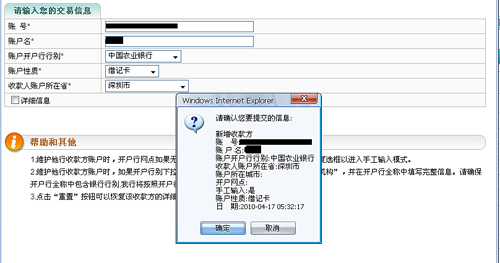 请输入您的交易信息
账 号*
账户名*
账户开户行行别* 中国农业银行
账户性质* 借记卡
收款人账户所在省* 深圳市
详细信息
Windows Internet Explorer
请确认您要提交的信息:
新增收款方
账 号:
账 户 名:
账户开户行行别:中国农业银行
收款人账户所在省:深圳市
账户所在城市:
开户网点:
手工输入:是
账户性质:借记卡
日 期:2010-04-17 05:32:17
确定 取消
帮助和其他
1.维护他行收款方账户时，开户行网点如果无 复选框以进入手工输入模式。
2.维护他行收款方账户时，如果开户行别下拉 机构”，并在开户行全称中填写完整信息。请确保
开户行全称中包含银行行别,我行将按照开户行
3.点击“重置”按钮可以恢复该收款方的详细